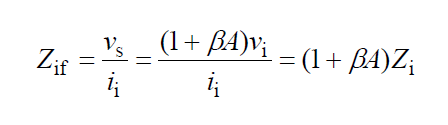 Z_if = v_s / i_i = (1 + βA)v_i / i_i = (1 + βA)Z_i